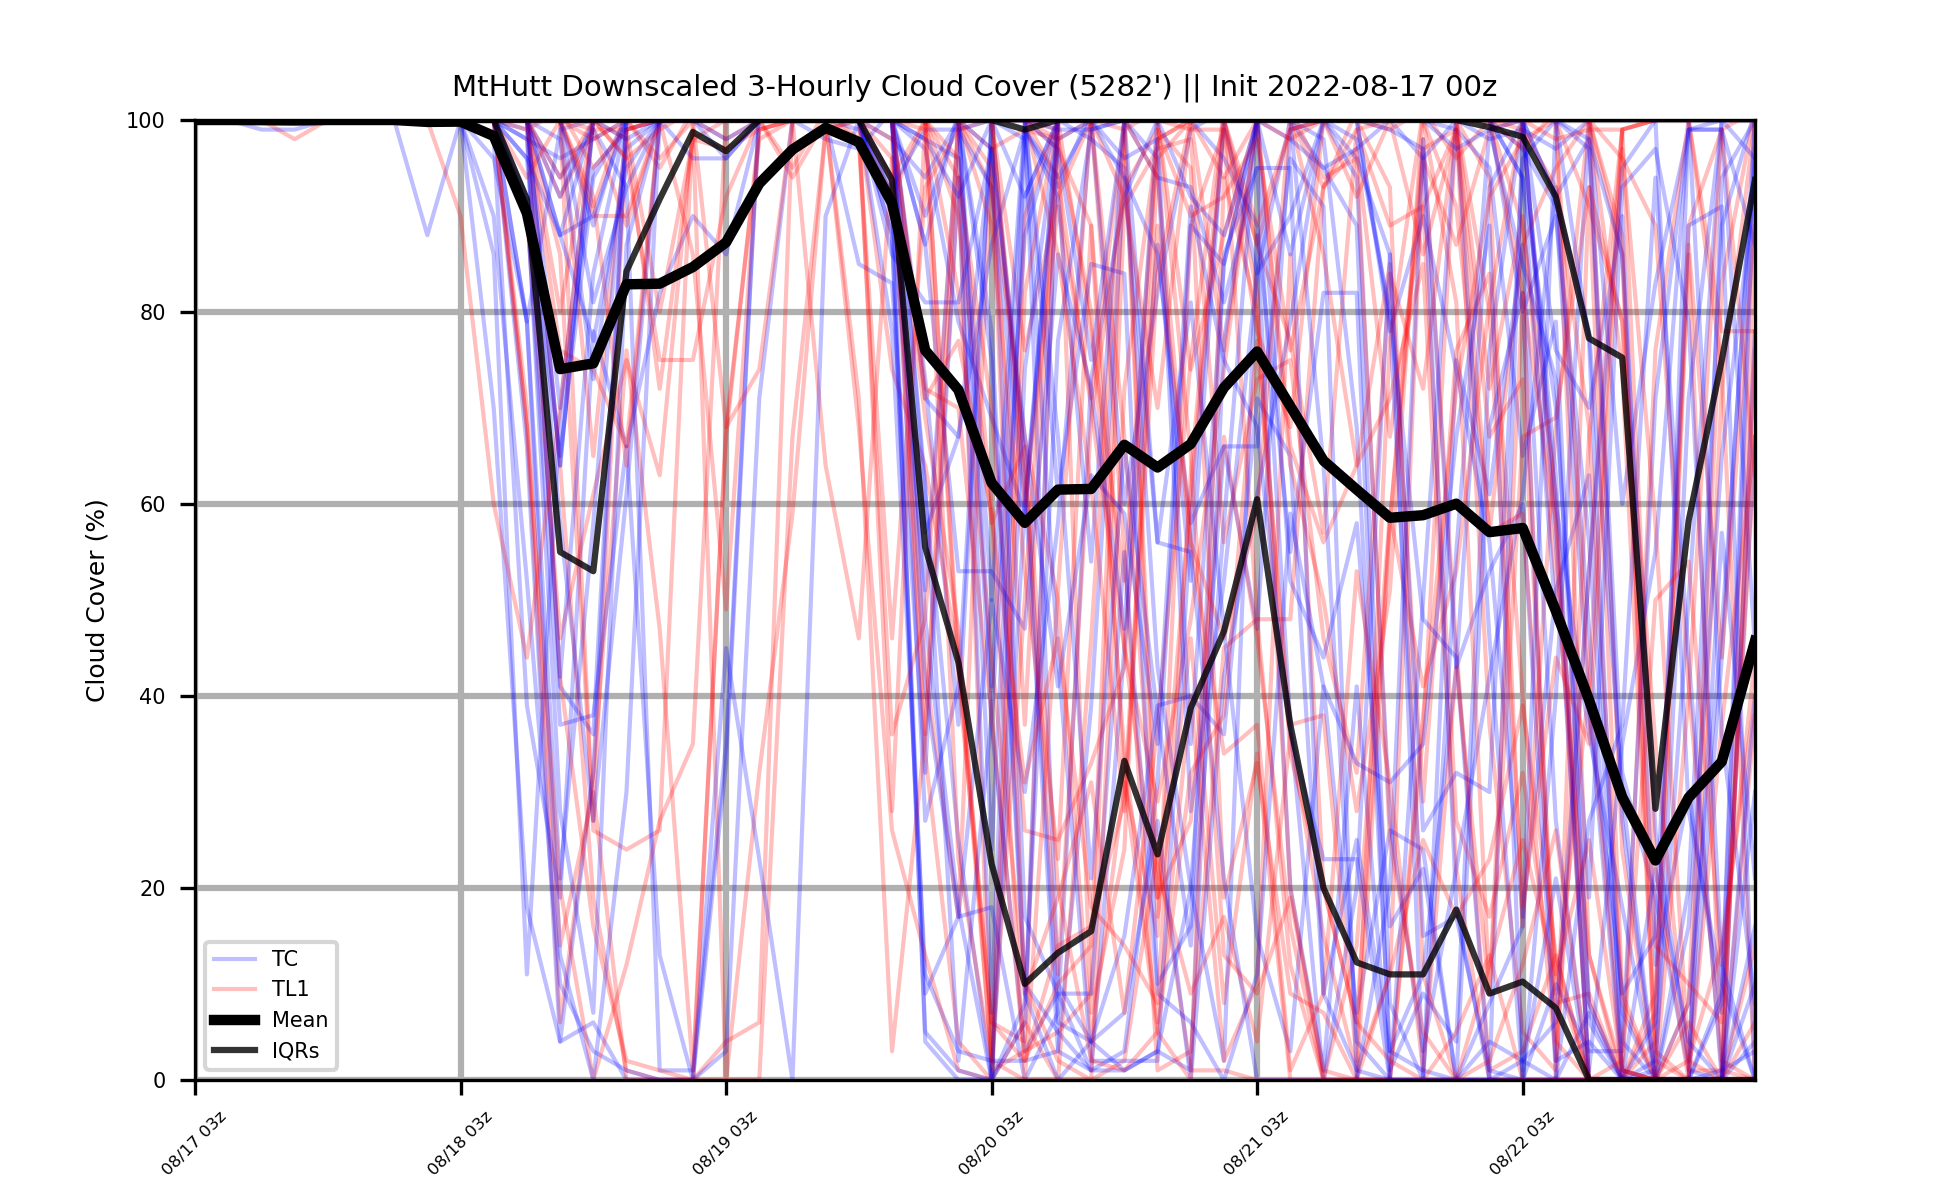 MtHutt Downscaled 3-Hourly Cloud Cover (5282') || Init 2022-08-17 00z
100
80
60
40
20
0
Cloud Cover (%)
TC
TL1
Mean
IQRs
08/17 03z
08/18 03z
08/19 03z
08/20 03z
08/21 03z
08/22 03z